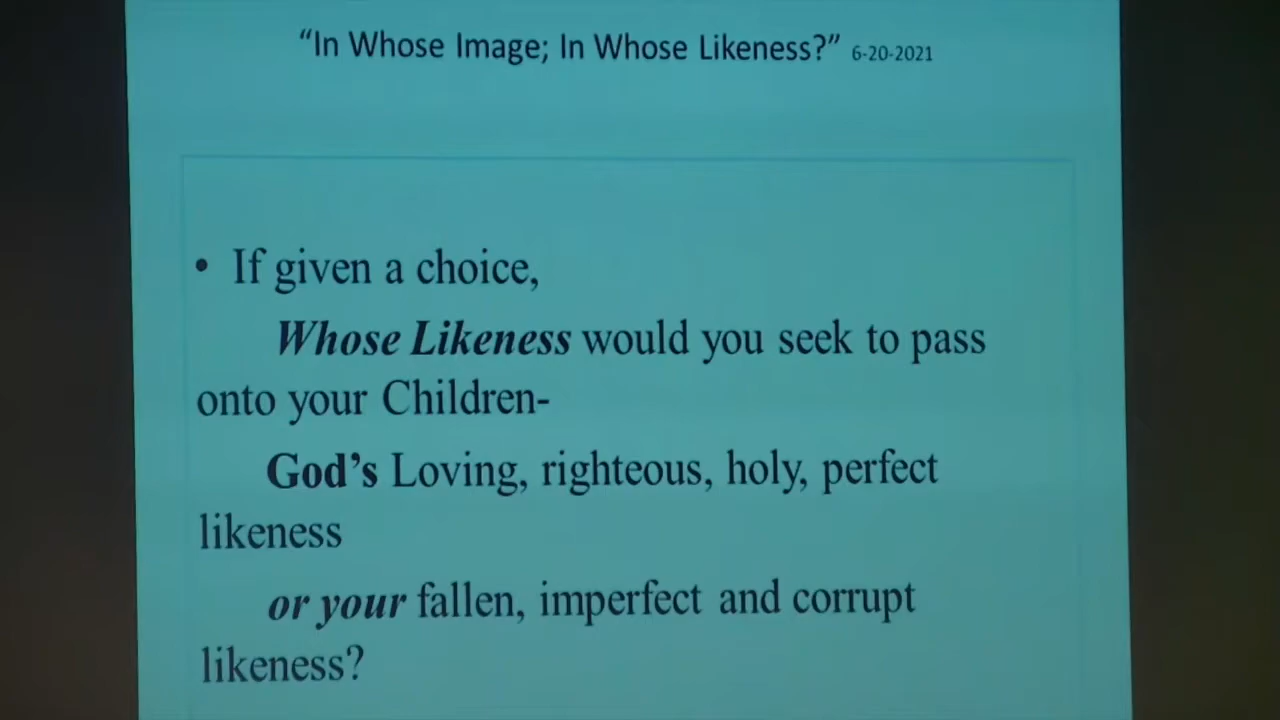 “In Whose Image; In Whose Likeness?” 6-20-2021
• If given a choice,
Whose Likeness would you seek to pass
onto your Children-
God’s Loving, righteous, holy, perfect
likeness
or your fallen, imperfect and corrupt
likeness?